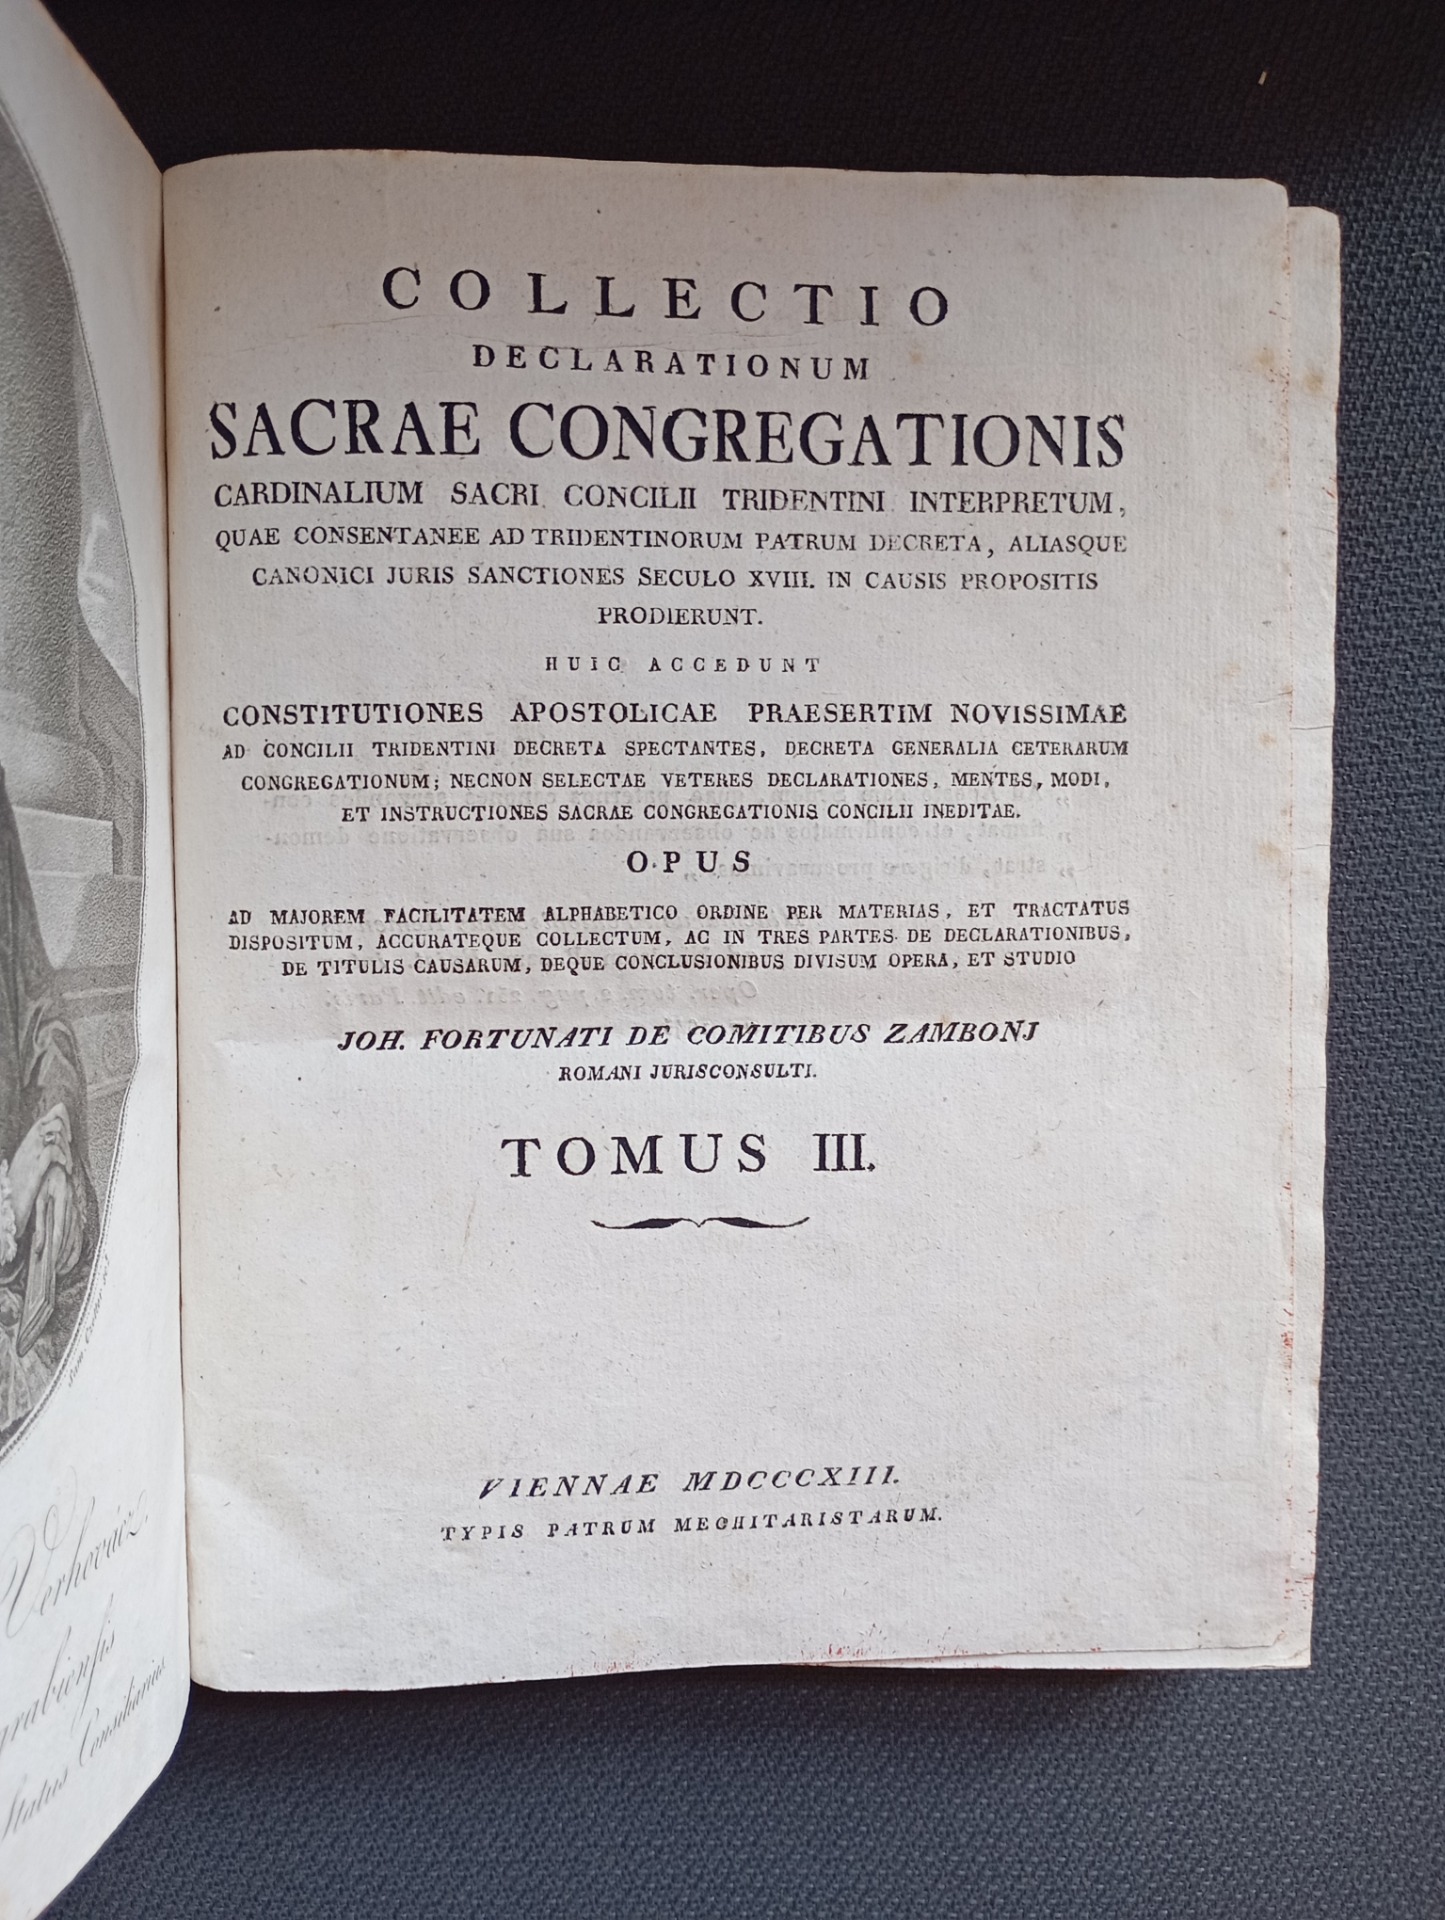 COLLECTIO
DECLARATIONUM
SACRAE CONGREGATIONIS
CARDINALIUM SACRI CONCILII TRIDENTINI INTERPRETUM,
QUAE CONSENTANEE AD TRIDENTINORUM PATRUM DECRETA, ALIASQUE
CANONICI JURIS SANCTIONES SECULO XVIII. IN CAUSIS PROPOSITIS
PRODIERUNT.
HUIC ACCEDUNT
CONSTITUTIONES APOSTOLICAE PRAESERTIM NOVISSIMAE
AD CONCILII TRIDENTINI DECRETA SPECTANTES, DECRETA GENERALIA CETERARUM
CONGREGATIONUM; NECNON SELECTAE VETERES DECLARATIONES, MENTES, MODI,
ET INSTRUCTIONES SACRAE CONGREGATIONIS CONCILII INEDITAE.
OPUS
AD MAJOREM FACILITATEM ALPHABETICO ORDINE PER MATERIAS, ET TRACTATUS
DISPOSITUM, ACCURATEQUE COLLECTUM, AC IN TRES PARTES DE DECLARATIONIBUS,
DE TITULIS CAUSARUM, DEQUE CONCLUSIONIBUS DIVISUM OPERA, ET STUDIO
JOH. FORTUNATI DE COMITIBUS ZAMBONJ
ROMANI JURISCONSULTI.
TOMUS III.
VIENNAE MDCCCXIII.
TYPIS PATRUM MECHITARISTARUM.
Verhovácz,
Status Consiliarius